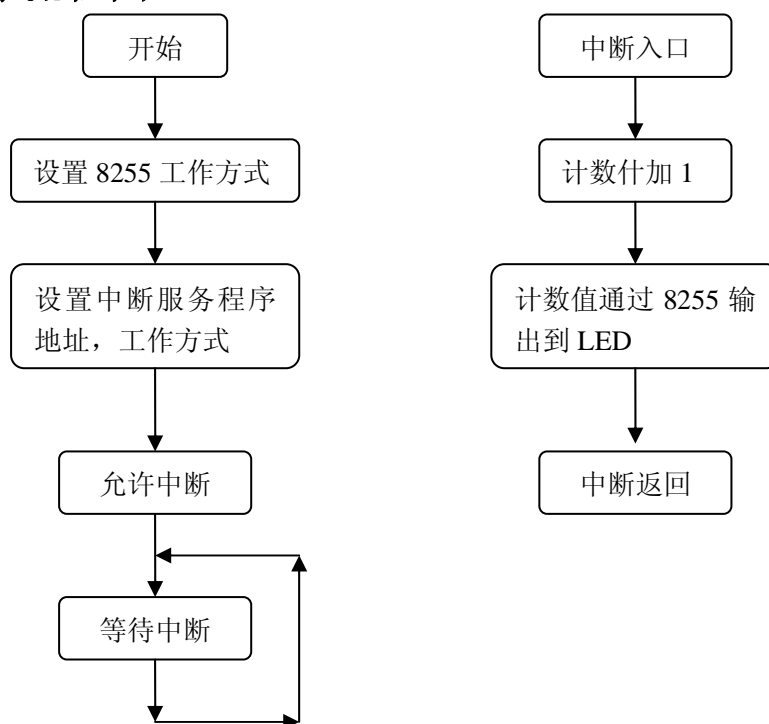 开始
设置 8255 工作方式
设置中断服务程序
地址，工作方式
允许中断
等待中断
中断入口
计数什加 1
计数值通过 8255 输
出到 LED
中断返回